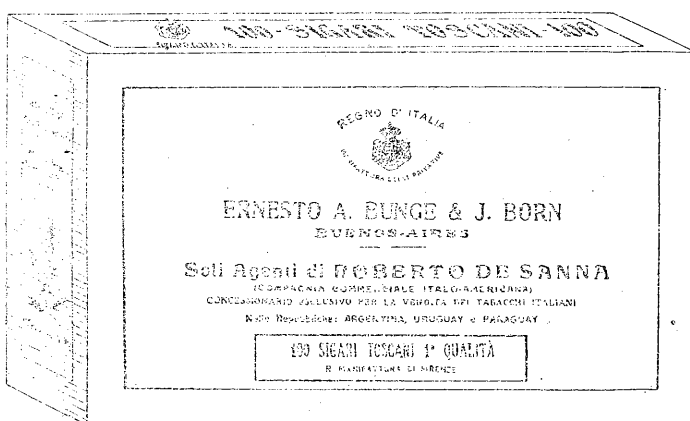 100-SIGARI TOSCANI-100
REGNO D'ITALIA
ERNESTO A. BUNGE & J. BORN
BUENOS-AIRES
Soli Agenti di ROBERTO DE SANNA
(COMPAGNIA COMMERCIALE ITALO-AMERICANA)
CONCESSIONARIO ESCLUSIVO PER LA VENDITA DEI TABACCHI ITALIANI
Nelle Repubbliche: ARGENTINA, URUGUAY e PARAGUAY
100 SIGARI TOSCANI 1ª QUALITÀ
R. MANIFATTURA DI FIRENZE